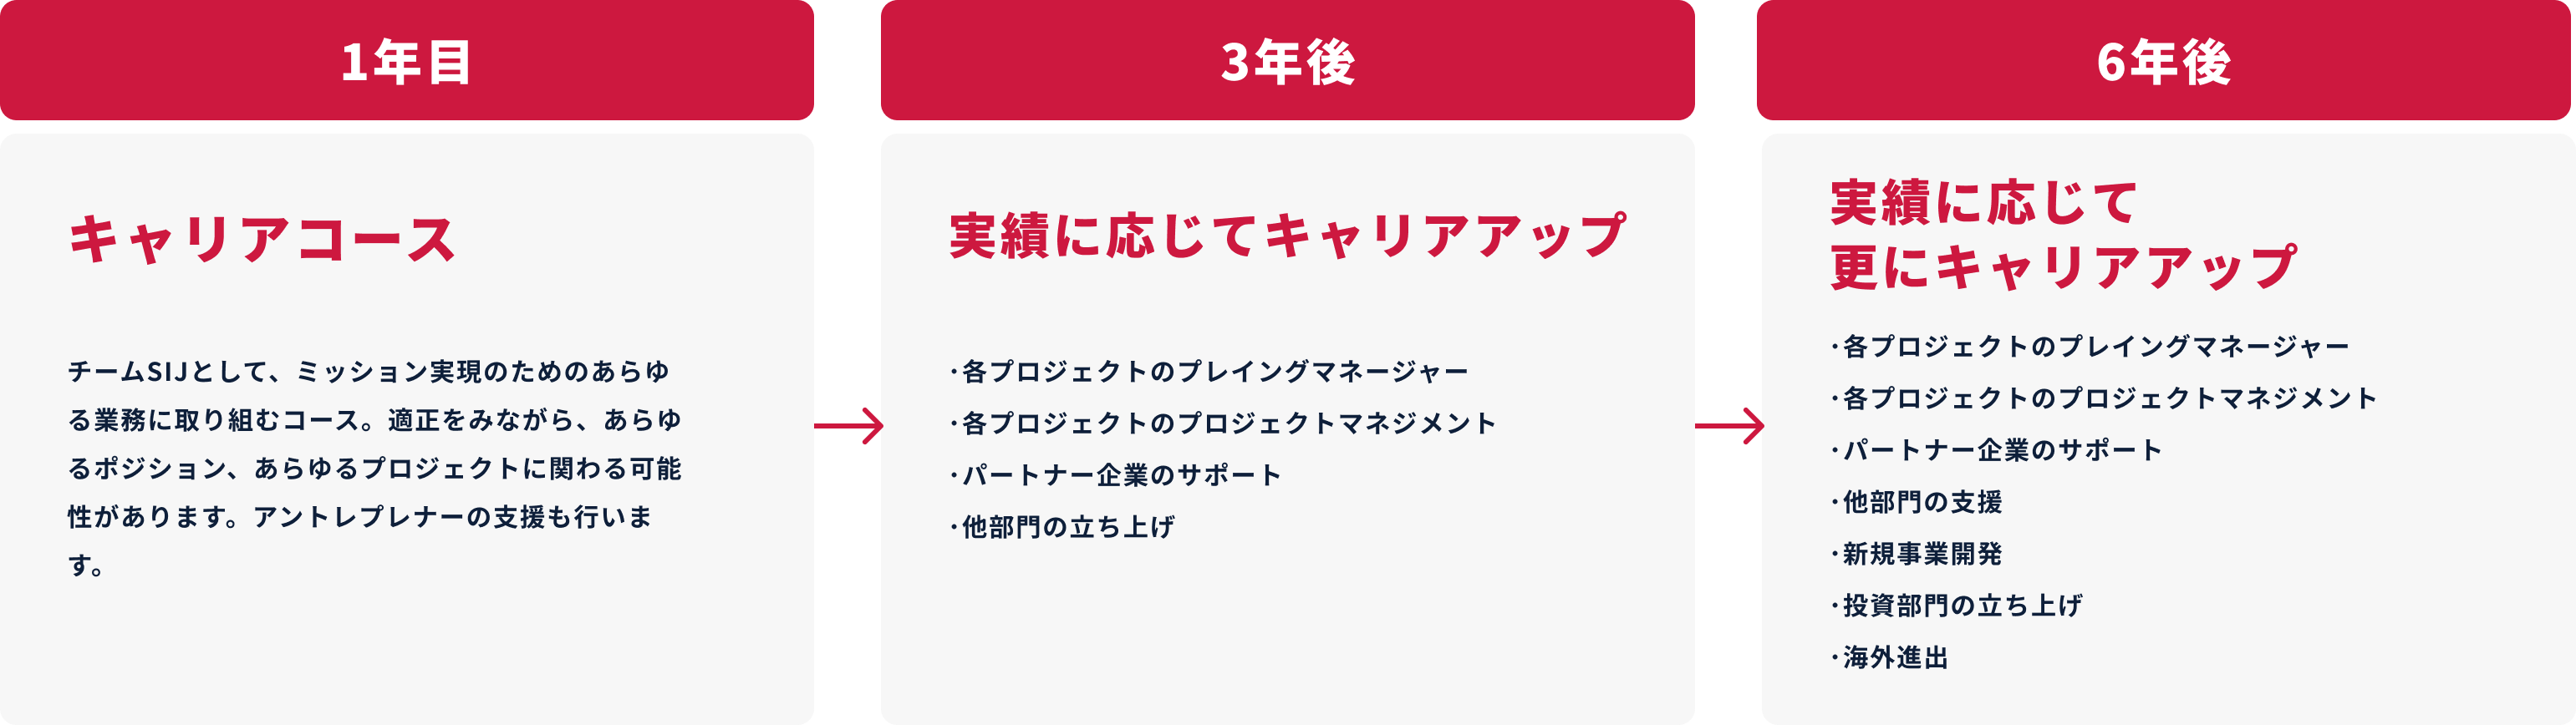 1年目
キャリアコース
チームSIJとして、ミッション実現のためのあらゆ
る業務に取り組むコース。適正をみながら、あらゆ
るポジション、あらゆるプロジェクトに関わる可能
性があります。アントレプレナーの支援も行いま
す。
3年後
実績に応じてキャリアアップ
・各プロジェクトのプレイングマネージャー
・各プロジェクトのプロジェクトマネジメント
・パートナー企業のサポート
・他部門の立ち上げ
6年後
実績に応じて
更にキャリアアップ
・各プロジェクトのプレイングマネージャー
・各プロジェクトのプロジェクトマネジメント
・パートナー企業のサポート
・他部門の支援
・新規事業開発
・投資部門の立ち上げ
・海外進出